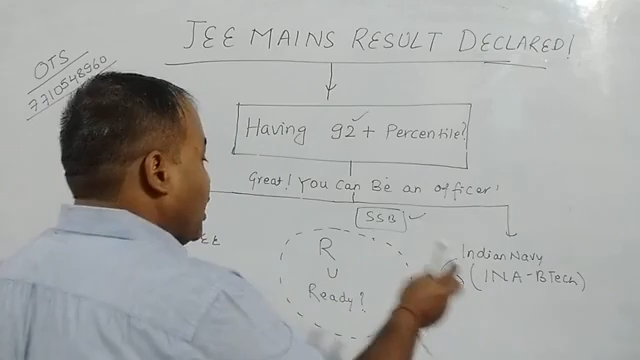 JEE MAINS RESULT DECLARED!
OTS
7710548960
Having 92+ Percentile?
Great! You Can Be an officer!
SSB
R
U
Ready?
Indian Navy
(INA-BTech)